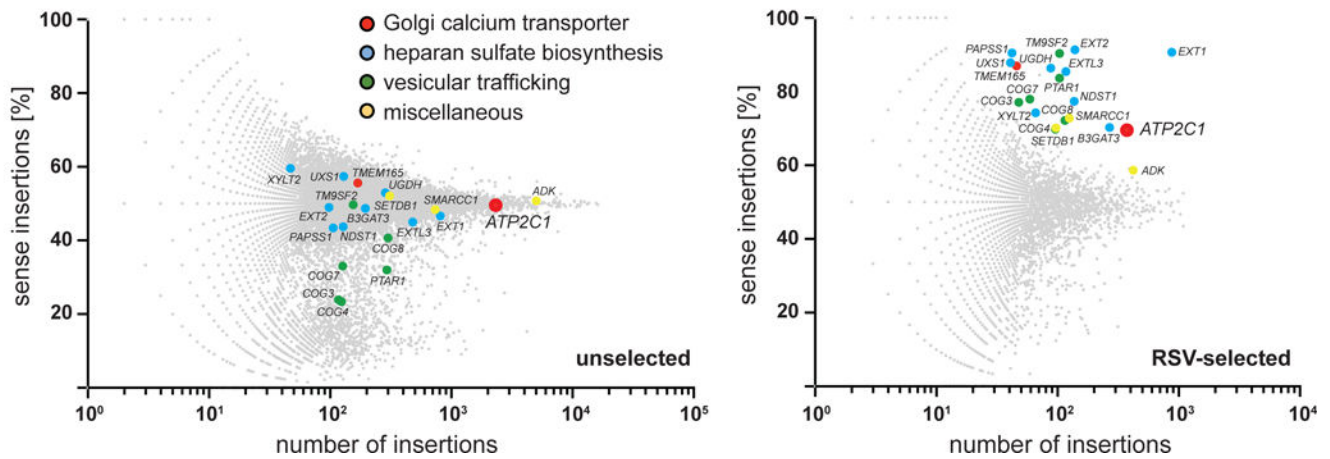 Golgi calcium transporter
heparan sulfate biosynthesis
vesicular trafficking
miscellaneous
sense insertions [%]
100
80
60
40
20
XYLT2
UXS1
TMEM165
UGDH
TM9SF2
SETDB1
SMARCC1
ADK
EXT2
B3GAT3
ATP2C1
PAPSS1
NDST1
EXTL3
EXT1
COG8
COG7
PTAR1
COG3
COG4
unselected
10⁰ 10¹ 10² 10³ 10⁴ 10⁵
number of insertions
sense insertions [%]
100
80
60
40
20
TM9SF2
EXT2
PAPSS1
EXT1
UXS1
UGDH
EXTL3
TMEM165
PTAR1
COG7
NDST1
COG3
XYLT2
COG8
SMARCC1
COG4
ATP2C1
SETDB1
B3GAT3
ADK
RSV-selected
10⁰ 10¹ 10² 10³ 10⁴
number of insertions